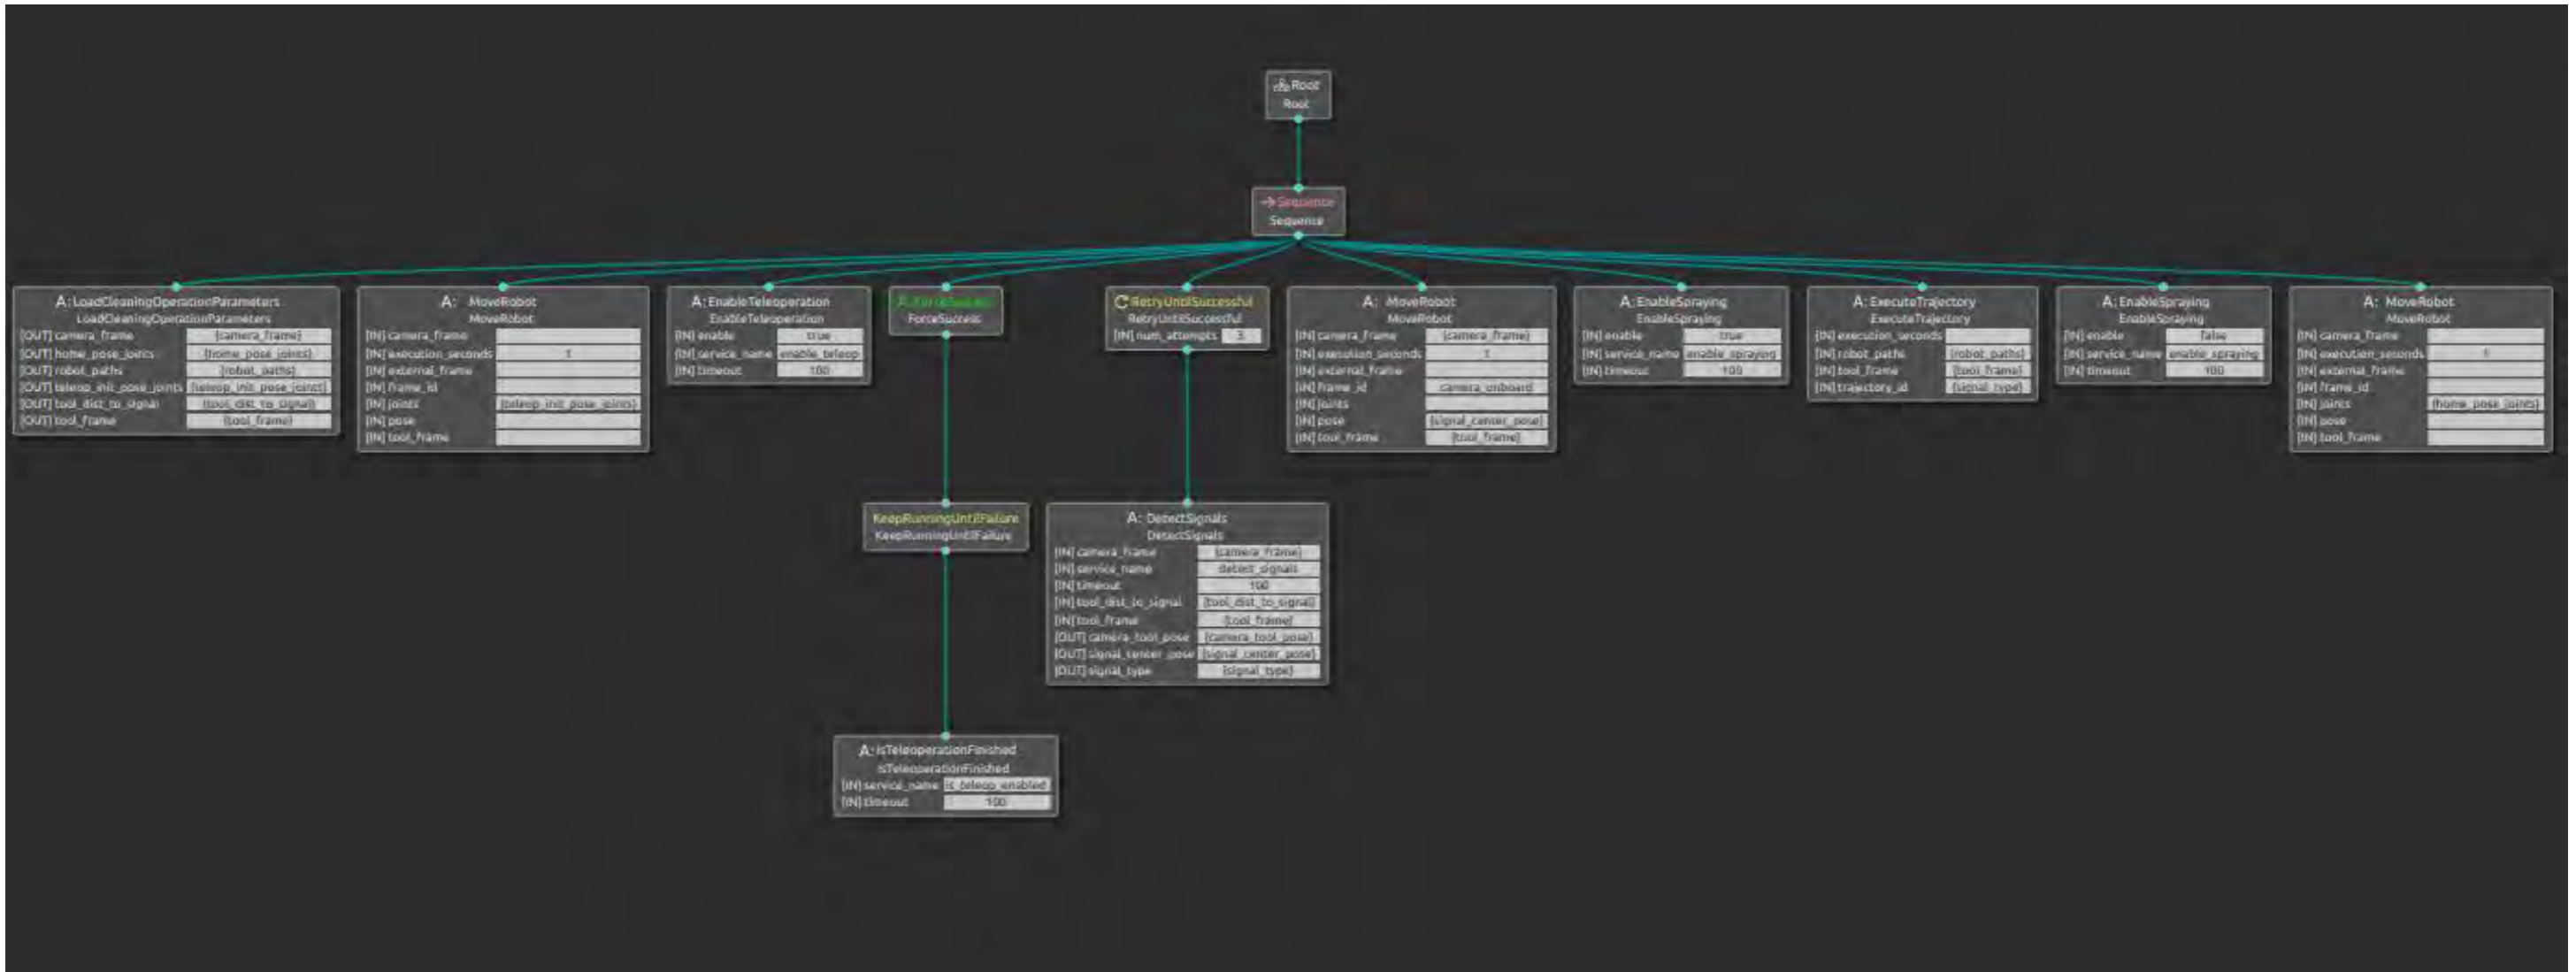 Root
Root
Sequence
Sequence
A: LoadCleaningOperationParameters
LoadCleaningOperationParameters
[OUT] camera_frame {camera_frame}
[OUT] home_pose_joints {home_pose_joints}
[OUT] robot_paths {robot_paths}
[OUT] teleop_init_pose_joints {teleop_init_pose_joints}
[OUT] tool_dist_to_signal {tool_dist_to_signal}
[OUT] tool_frame {tool_frame}
A: MoveRobot
MoveRobot
[IN] camera_frame
[IN] execution_seconds 1
[IN] external_frame
[IN] frame_id
[IN] joints {teleop_init_pose_joints}
[IN] pose
[IN] tool_frame
A: EnableTeleoperation
EnableTeleoperation
[IN] enable true
[IN] service_name enable_teleop
[IN] timeout 100
A: ForceSuccess
ForceSuccess
RetryUntilSuccessful
RetryUntilSuccessful
[IN] num_attempts 3
A: MoveRobot
MoveRobot
[IN] camera_frame {camera_frame}
[IN] execution_seconds 1
[IN] external_frame
[IN] frame_id camera_onboard
[IN] joints
[IN] pose {signal_center_pose}
[IN] tool_frame {tool_frame}
A: EnableSpraying
EnableSpraying
[IN] enable true
[IN] service_name enable_spraying
[IN] timeout 100
A: ExecuteTrajectory
ExecuteTrajectory
[IN] execution_seconds
[IN] robot_paths {robot_paths}
[IN] tool_frame {tool_frame}
[IN] trajectory_id {signal_type}
A: EnableSpraying
EnableSpraying
[IN] enable false
[IN] service_name enable_spraying
[IN] timeout 100
A: MoveRobot
MoveRobot
[IN] camera_frame
[IN] execution_seconds 1
[IN] external_frame
[IN] frame_id
[IN] joints {home_pose_joints}
[IN] pose
[IN] tool_frame
KeepRunningUntilFailure
KeepRunningUntilFailure
A: DetectSignals
DetectSignals
[IN] camera_frame {camera_frame}
[IN] service_name detect_signals
[IN] timeout 100
[IN] tool_dist_to_signal {tool_dist_to_signal}
[IN] tool_frame {tool_frame}
[OUT] camera_tool_pose {camera_tool_pose}
[OUT] signal_center_pose {signal_center_pose}
[OUT] signal_type {signal_type}
A: IsTeleoperationFinished
IsTeleoperationFinished
[IN] service_name is_teleop_enabled
[IN] timeout 100